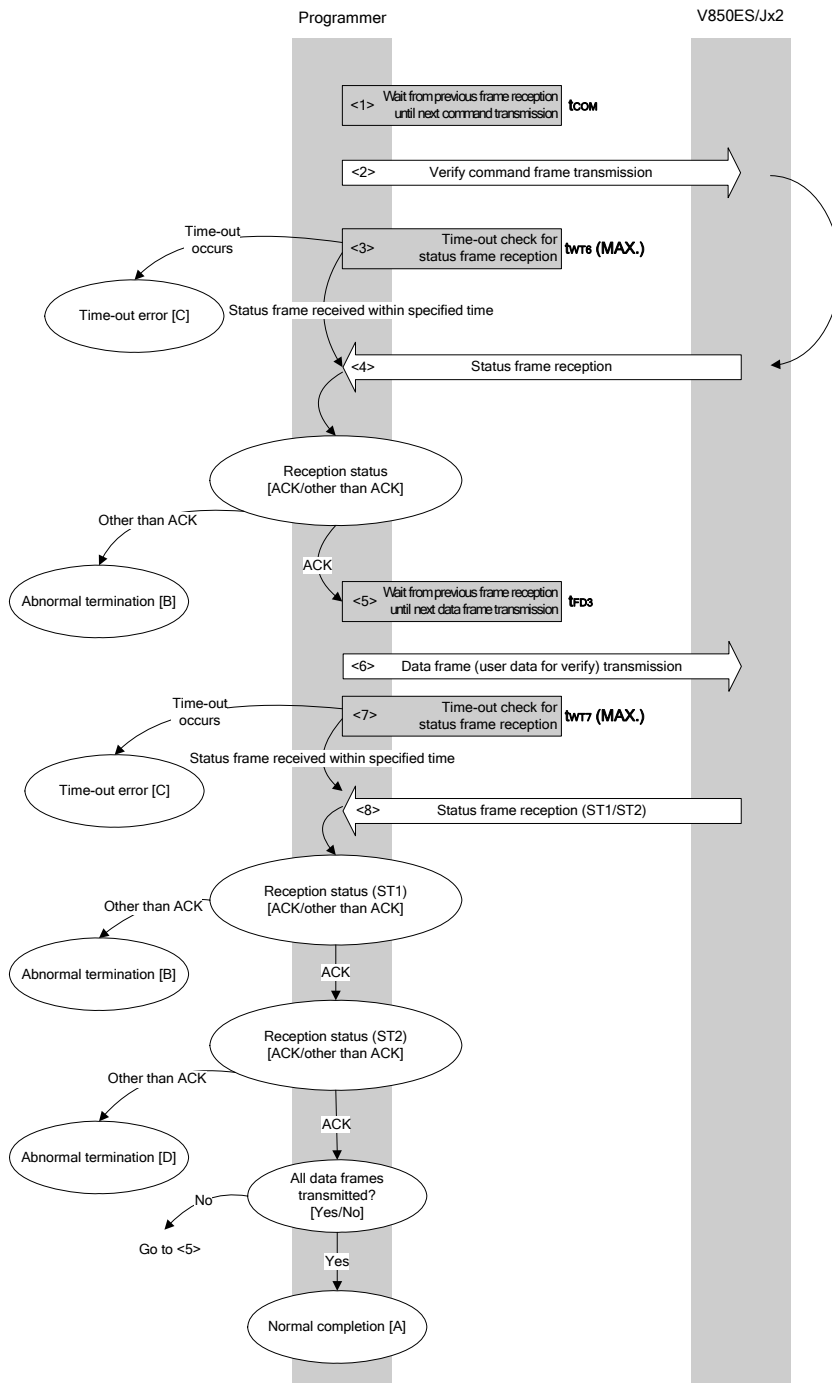 Programmer
V850ES/Jx2
<1> Wait from previous frame reception
until next command transmission
tCOM
<2> Verify command frame transmission
Time-out
occurs
<3> Time-out check for
status frame reception
tWT6 (MAX.)
Time-out error [C]
Status frame received within specified time
<4> Status frame reception
Reception status
[ACK/other than ACK]
Other than ACK
ACK
Abnormal termination [B]
<5> Wait from previous frame reception
until next data frame transmission
tFD3
<6> Data frame (user data for verify) transmission
Time-out
occurs
<7> Time-out check for
status frame reception
tWT7 (MAX.)
Status frame received within specified time
Time-out error [C]
<8> Status frame reception (ST1/ST2)
Reception status (ST1)
[ACK/other than ACK]
Other than ACK
Abnormal termination [B]
ACK
Reception status (ST2)
[ACK/other than ACK]
Other than ACK
ACK
Abnormal termination [D]
All data frames
transmitted?
[Yes/No]
No
Go to <5>
Yes
Normal completion [A]